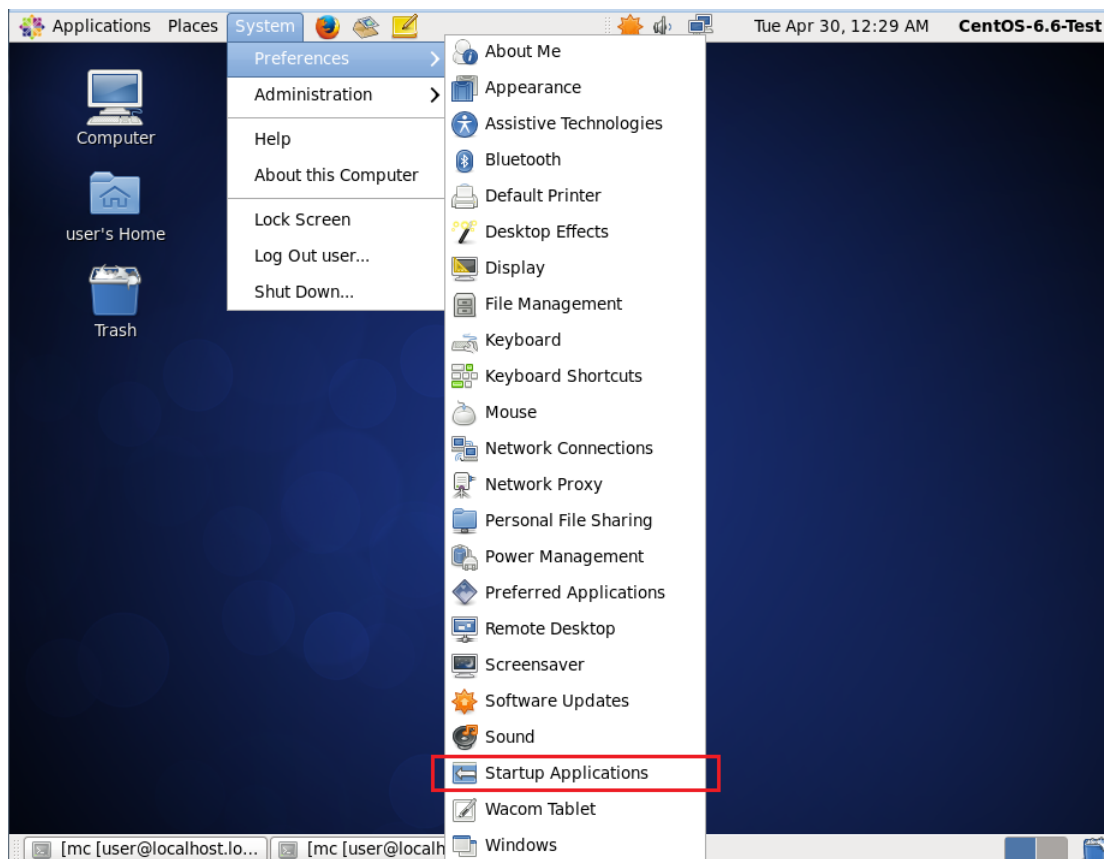 Applications Places System
Tue Apr 30, 12:29 AM CentOS-6.6-Test
Computer
user's Home
Trash
Preferences
Administration
Help
About this Computer
Lock Screen
Log Out user...
Shut Down...
About Me
Appearance
Assistive Technologies
Bluetooth
Default Printer
Desktop Effects
Display
File Management
Keyboard
Keyboard Shortcuts
Mouse
Network Connections
Network Proxy
Personal File Sharing
Power Management
Preferred Applications
Remote Desktop
Screensaver
Software Updates
Sound
Startup Applications
Wacom Tablet
Windows
[mc [user@localhost.lo...
[mc [user@localh